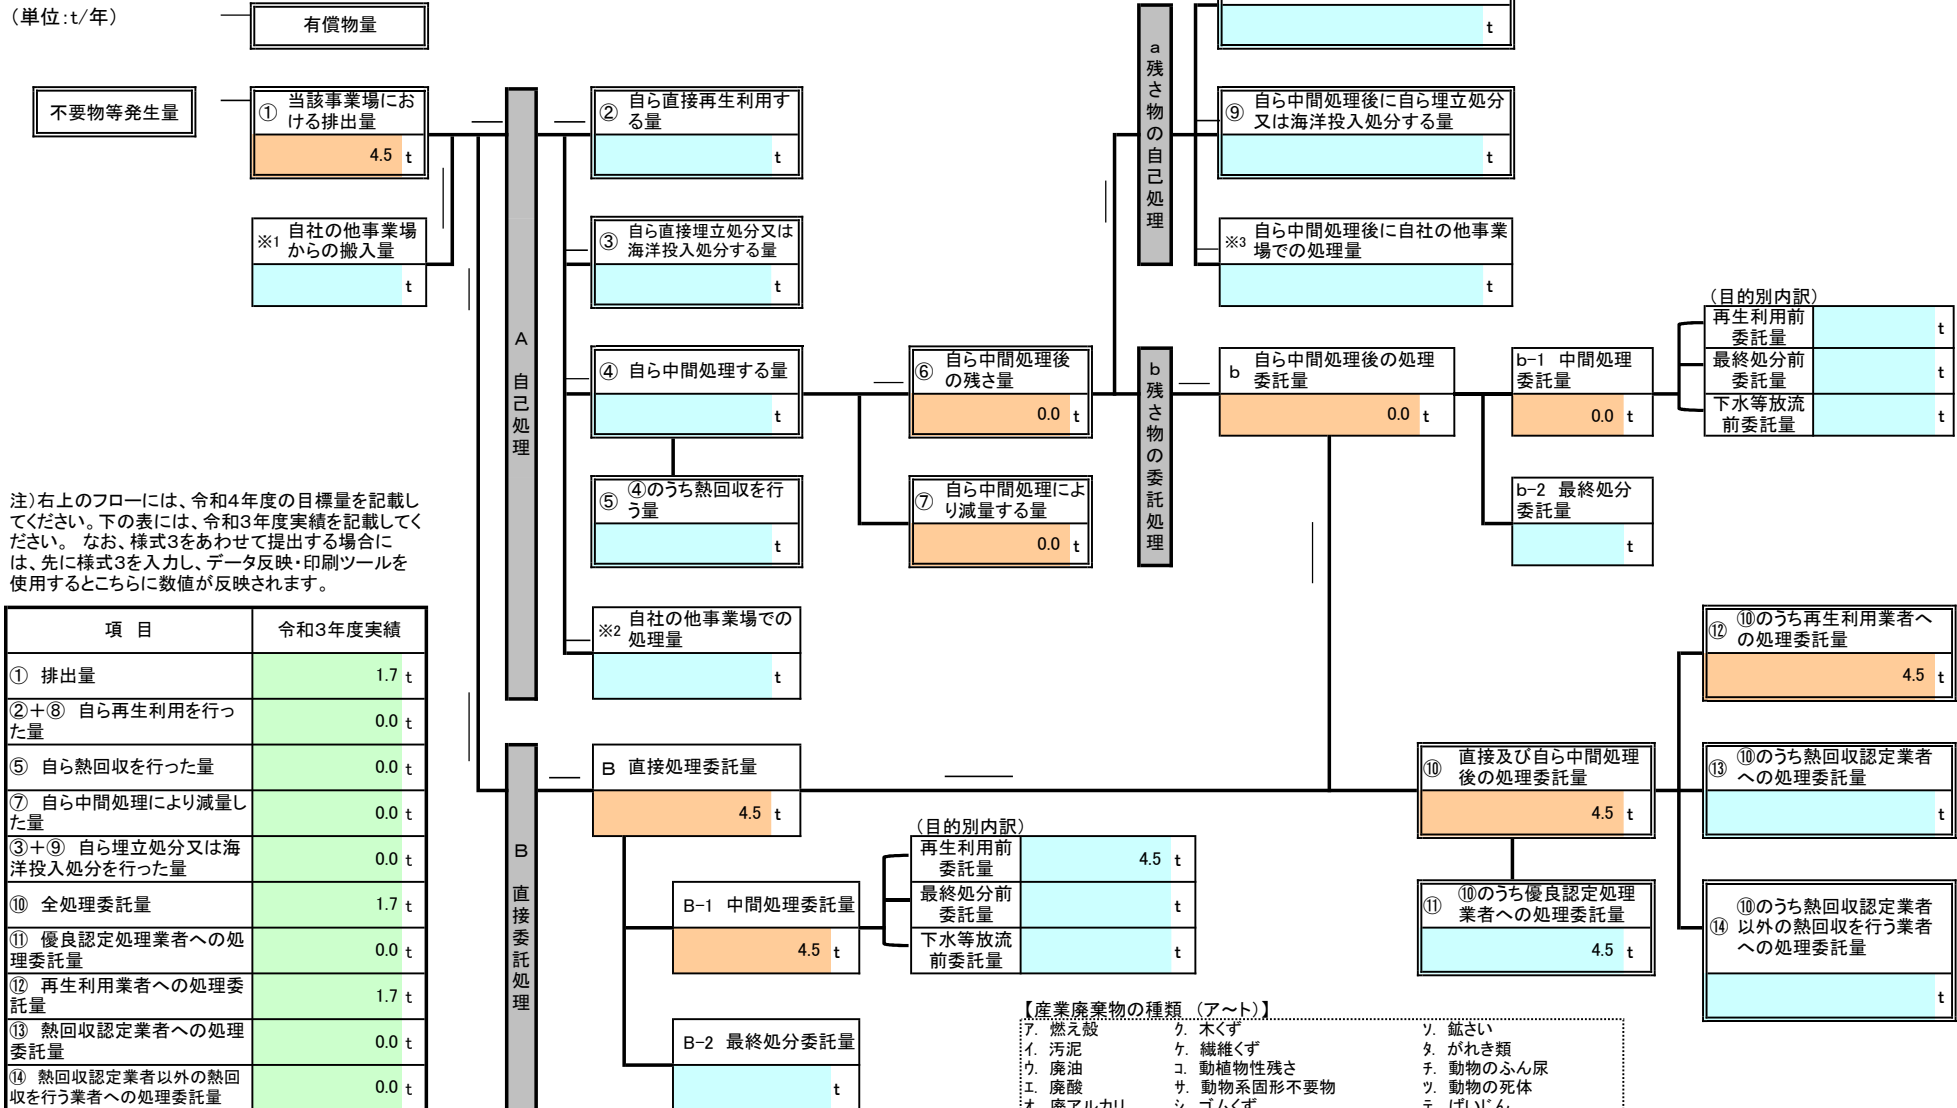 （単位：ｔ/年）
有償物量
不要物等発生量
① 当該事業場にお
ける排出量
4.5 ｔ
※1 自社の他事業場
からの搬入量
ｔ
注）右上のフローには、令和４年度の目標量を記載し
てください。下の表には、令和３年度実績を記載してく
ださい。 なお、様式３をあわせて提出する場合に
は、先に様式３を入力し、データ反映・印刷ツールを
使用するとこちらに数値が反映されます。
項 目 令和３年度実績
① 排出量 1.7 ｔ
②＋⑧ 自ら再生利用を行っ
た量
0.0 ｔ
⑤ 自ら熱回収を行った量 0.0 ｔ
⑦ 自ら中間処理により減量し
た量
0.0 ｔ
③＋⑨ 自ら埋立処分又は海
洋投入処分を行った量
0.0 ｔ
⑩ 全処理委託量 1.7 ｔ
⑪ 優良認定処理業者への処
理委託量
0.0 ｔ
⑫ 再生利用業者への処理委
託量
1.7 ｔ
⑬ 熱回収認定業者への処理
委託量
0.0 ｔ
⑭ 熱回収認定業者以外の熱回
収を行う業者への処理委託量
0.0 ｔ
Ａ 自己処理
② 自ら直接再生利用す
る量
ｔ
③ 自ら直接埋立処分又は
海洋投入処分する量
ｔ
④ 自ら中間処理する量
ｔ
⑤ ④のうち熱回収を行
う量
ｔ
※2 自社の他事業場での
処理量
ｔ
⑥ 自ら中間処理後
の残さ量
0.0 ｔ
⑦ 自ら中間処理によ
り減量する量
0.0 ｔ
ａ残さ物の自己処理
ｔ
⑨ 自ら中間処理後に自ら埋立処分
又は海洋投入処分する量
ｔ
※3 自ら中間処理後に自社の他事業
場での処理量
ｔ
ｂ残さ物の委託処理
ｂ 自ら中間処理後の処理
委託量
0.0 ｔ
ｂ-1 中間処理
委託量
0.0 ｔ
ｂ-2 最終処分
委託量
ｔ
（目的別内訳）
再生利用前
委託量
ｔ
最終処分前
委託量
ｔ
下水等放流
前委託量
ｔ
Ｂ 直接委託処理
Ｂ 直接処理委託量
4.5 ｔ
Ｂ-1 中間処理委託量
4.5 ｔ
Ｂ-2 最終処分委託量
ｔ
（目的別内訳）
再生利用前
委託量
4.5 ｔ
最終処分前
委託量
ｔ
下水等放流
前委託量
ｔ
⑩ 直接及び自ら中間処理
後の処理委託量
4.5 ｔ
⑪ ⑩のうち優良認定処理
業者への処理委託量
4.5 ｔ
⑫ ⑩のうち再生利用業者へ
の処理委託量
4.5 ｔ
⑬ ⑩のうち熱回収認定業者
への処理委託量
ｔ
⑭ ⑩のうち熱回収認定業者
以外の熱回収を行う業者
への処理委託量
ｔ
【産業廃棄物の種類 （ア～ト）】
ア. 燃え殻 ク. 木くず ソ. 鉱さい
イ. 汚泥 ケ. 繊維くず タ. がれき類
ウ. 廃油 コ. 動植物性残さ チ. 動物のふん尿
エ. 廃酸 サ. 動物系固形不要物 ツ. 動物の死体
オ. 廃アルカリ シ. ゴムくず テ. ばいじん